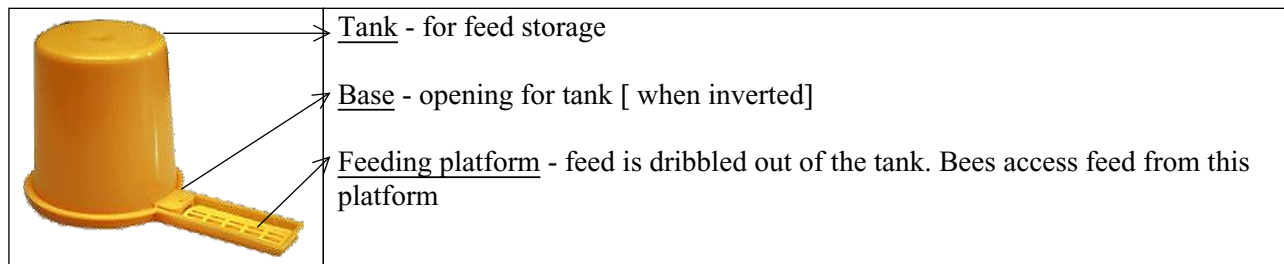 Tank - for feed storage
Base - opening for tank [ when inverted]
Feeding platform - feed is dribbled out of the tank. Bees access feed from this
platform